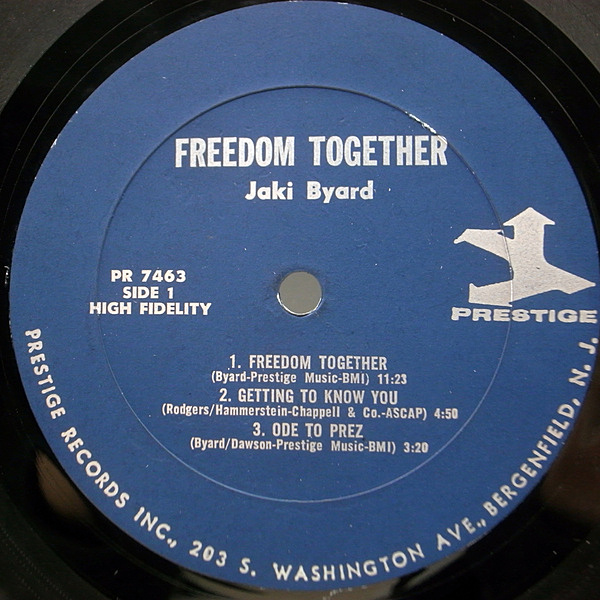 FREEDOM TOGETHER
Jaki Byard
PR 7463
SIDE 1
HIGH FIDELITY
PRESTIGE
1. FREEDOM TOGETHER
(Byard-Prestige Music-BMI) 11:23
2. GETTING TO KNOW YOU
(Rodgers/Hammerstein-Chappell & Co.-ASCAP) 4:50
3. ODE TO PREZ
(Byard/Dawson-Prestige Music-BMI) 3:20
PRESTIGE RECORDS INC., 203 S. WASHINGTON AVE., BERGENFIELD, N. J.